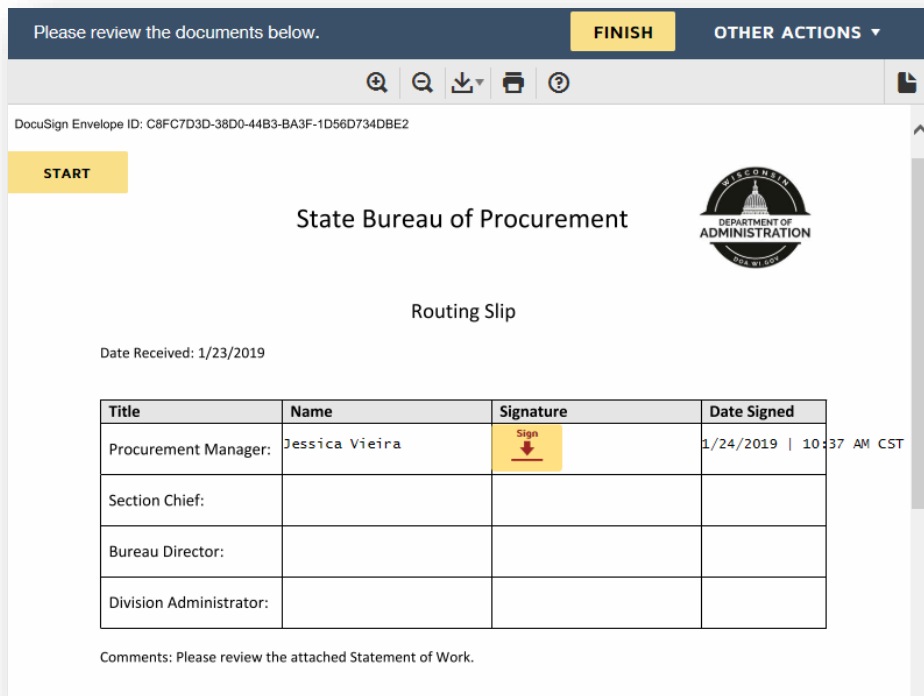 Please review the documents below. FINISH OTHER ACTIONS
DocuSign Envelope ID: C8FC7D3D-38D0-44B3-BA3F-1D56D734DBE2
START
WISCONSIN
DEPARTMENT OF
ADMINISTRATION
DOA.WI.GOV
State Bureau of Procurement
Routing Slip
Date Received: 1/23/2019
Title Name Signature Date Signed
Procurement Manager: Jessica Vieira Sign 1/24/2019 | 10:37 AM CST
Section Chief:
Bureau Director:
Division Administrator:
Comments: Please review the attached Statement of Work.